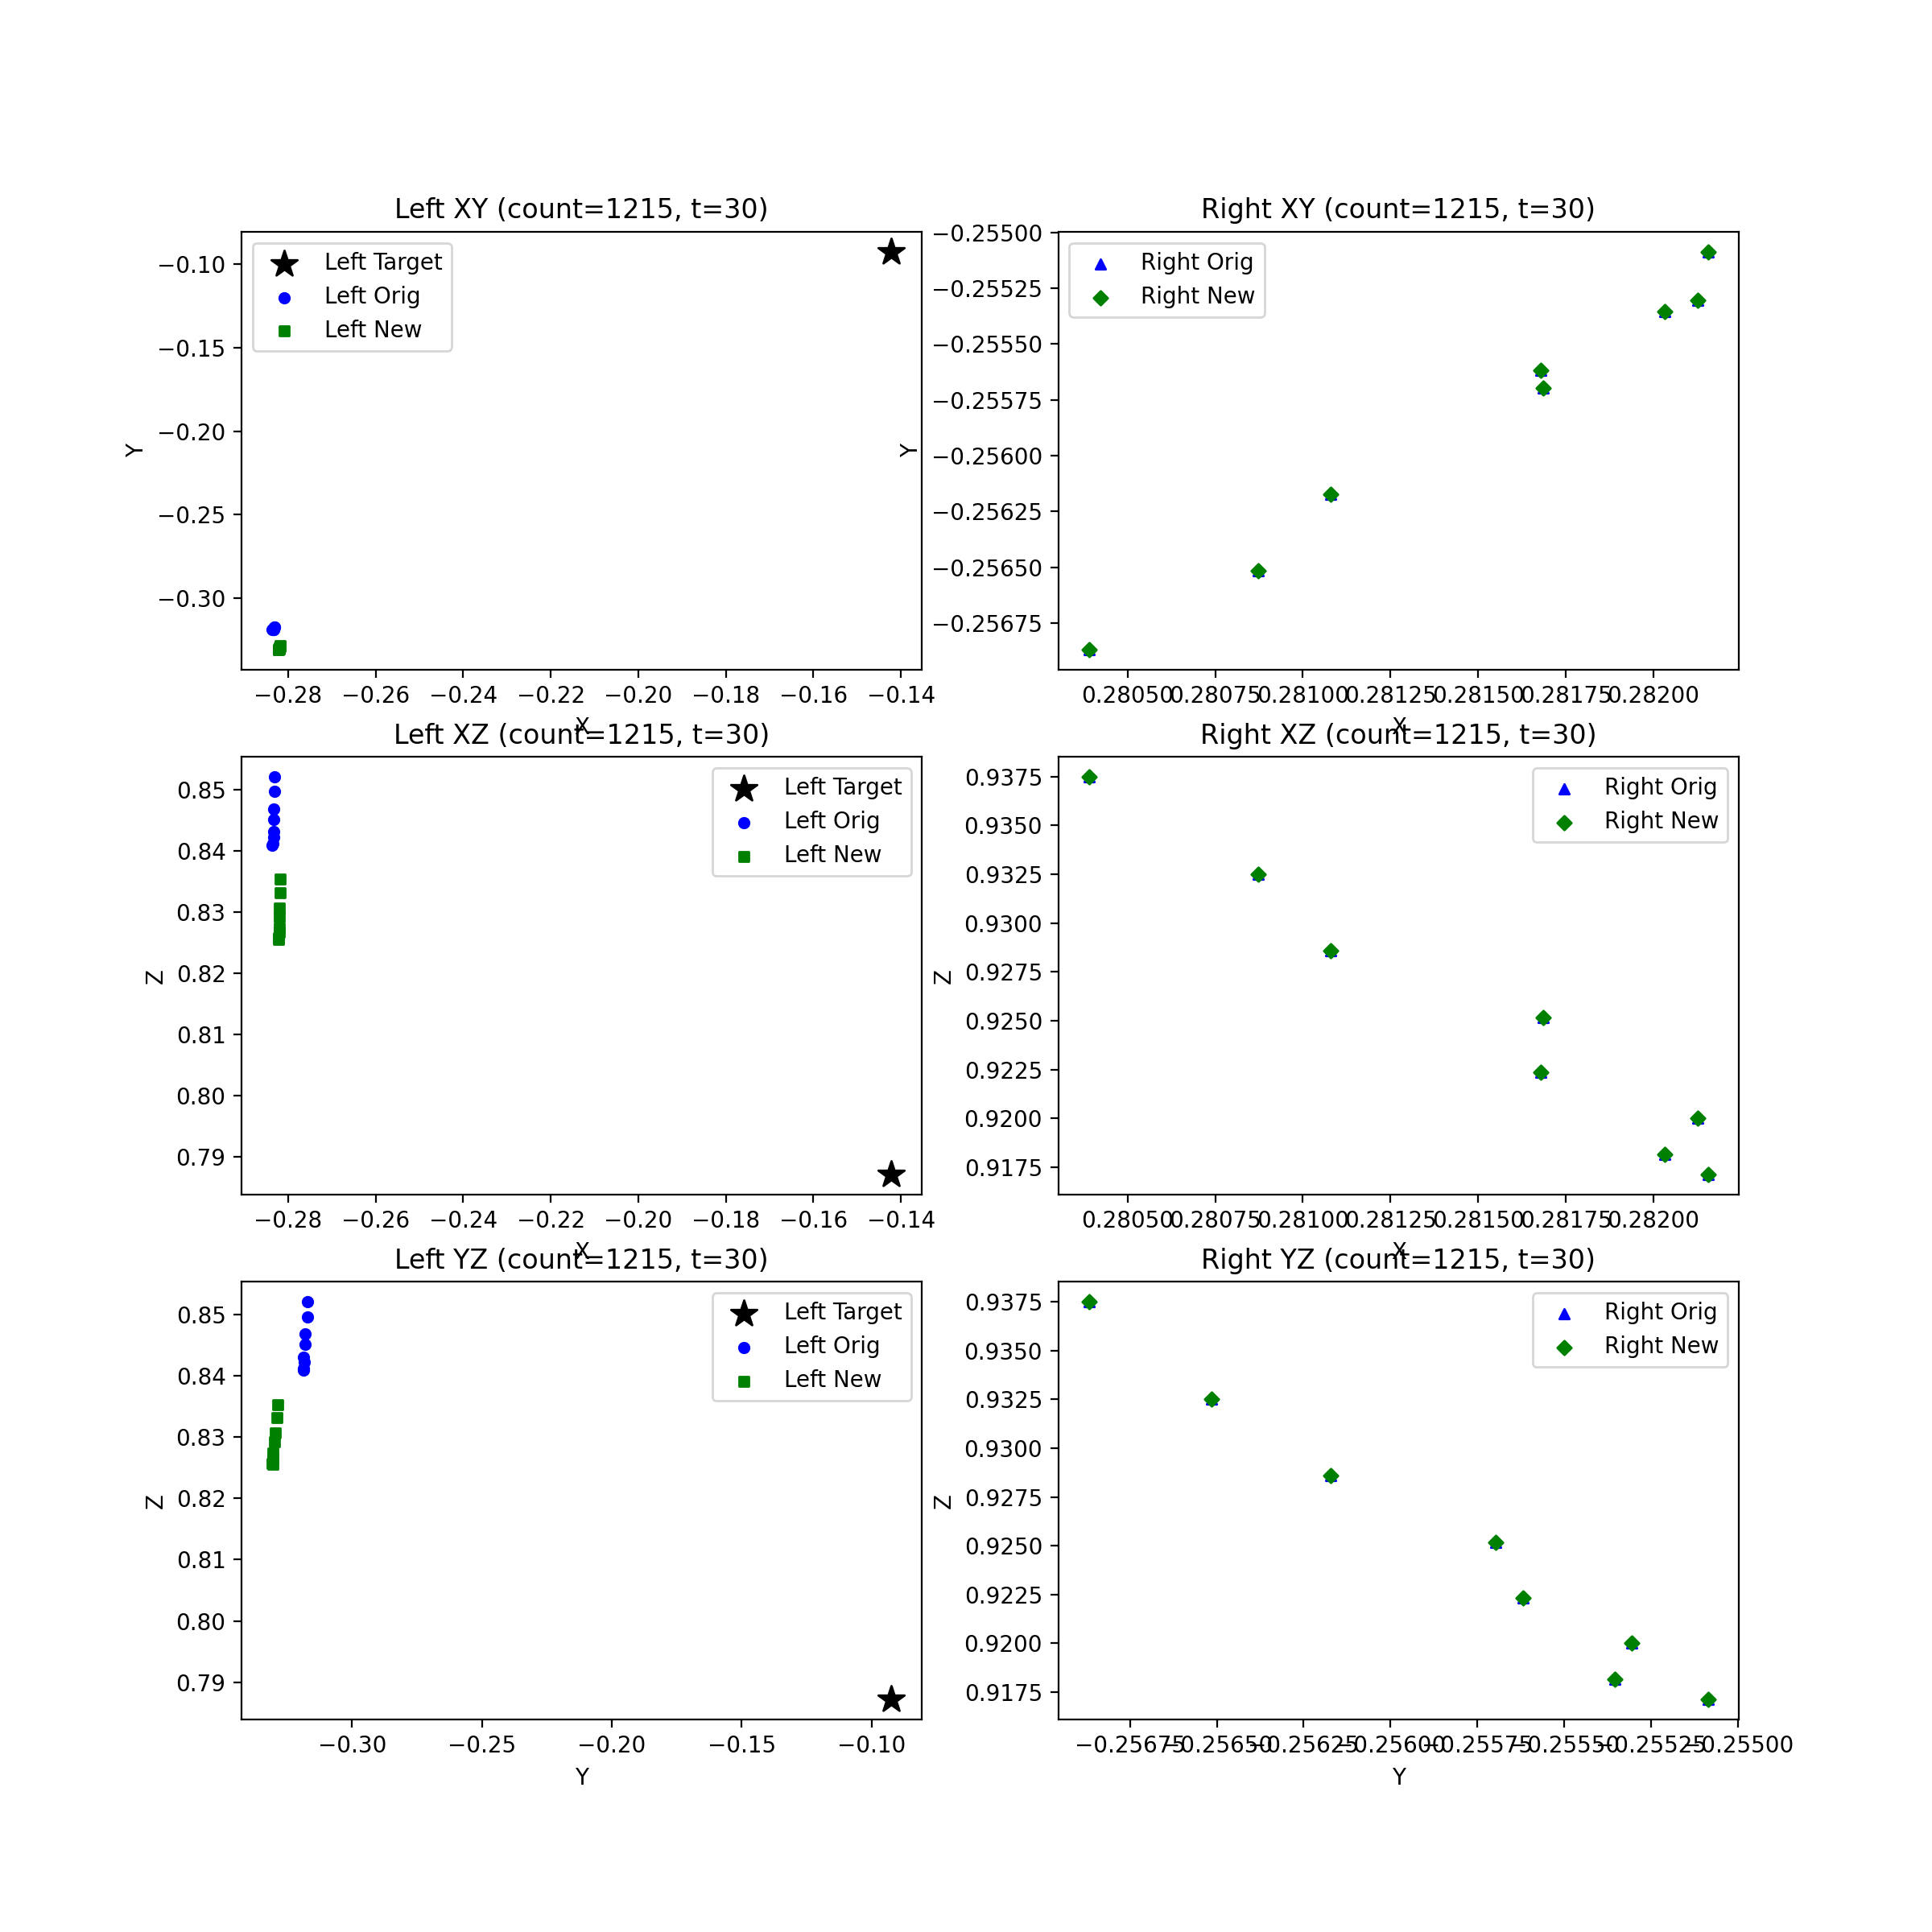 Left XY (count=1215, t=30)
Left Target
Left Orig
Left New
−0.10
−0.15
−0.20
−0.25
−0.30
Y
−0.28 −0.26 −0.24 −0.22 −0.20 −0.18 −0.16 −0.14
X
Right XY (count=1215, t=30)
Right Orig
Right New
−0.25500
−0.25525
−0.25550
−0.25575
−0.25600
−0.25625
−0.25650
−0.25675
Y
0.28050 0.28075 0.28100 0.28125 0.28150 0.28175 0.28200
X
Left XZ (count=1215, t=30)
Left Target
Left Orig
Left New
0.85
0.84
0.83
0.82
0.81
0.80
0.79
Z
−0.28 −0.26 −0.24 −0.22 −0.20 −0.18 −0.16 −0.14
X
Right XZ (count=1215, t=30)
Right Orig
Right New
0.9375
0.9350
0.9325
0.9300
0.9275
0.9250
0.9225
0.9200
0.9175
Z
0.28050 0.28075 0.28100 0.28125 0.28150 0.28175 0.28200
X
Left YZ (count=1215, t=30)
Left Target
Left Orig
Left New
0.85
0.84
0.83
0.82
0.81
0.80
0.79
Z
−0.30 −0.25 −0.20 −0.15 −0.10
Y
Right YZ (count=1215, t=30)
Right Orig
Right New
0.9375
0.9350
0.9325
0.9300
0.9275
0.9250
0.9225
0.9200
0.9175
Z
−0.25675 −0.25650 −0.25625 −0.25600 −0.25575 −0.25550 −0.25525 −0.25500
Y